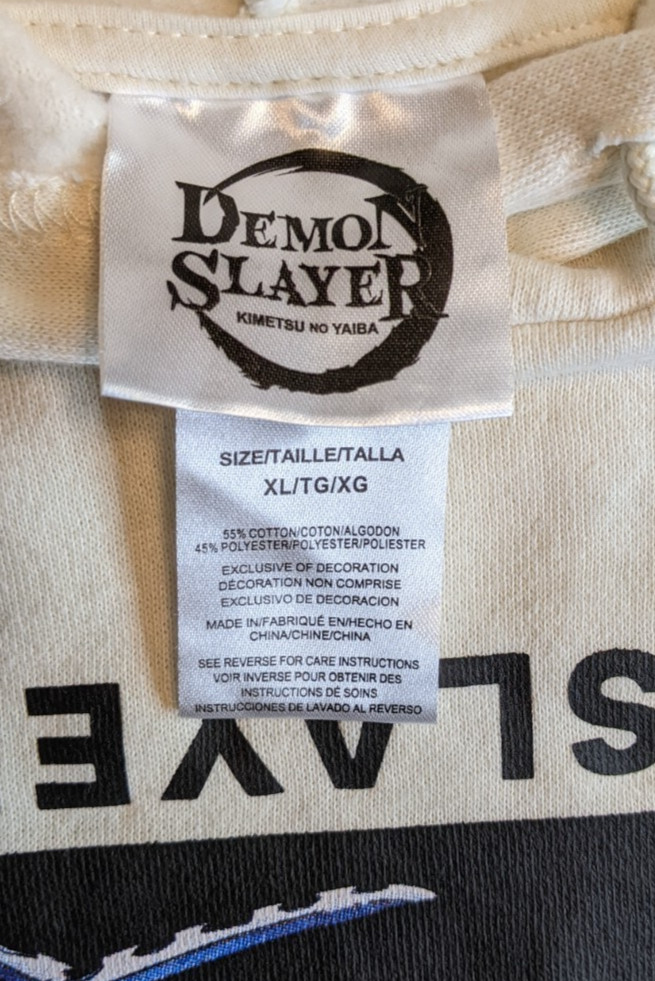 DEMON
SLAYER
KIMETSU NO YAIBA
SIZE/TAILLE/TALLA
XL/TG/XG
55% COTTON/COTON/ALGODON
45% POLYESTER/POLYESTER/POLIESTER
EXCLUSIVE OF DECORATION
DÉCORATION NON COMPRISE
EXCLUSIVO DE DECORACION
MADE IN/FABRIQUÉ EN/HECHO EN
CHINA/CHINE/CHINA
SEE REVERSE FOR CARE INSTRUCTIONS
VOIR INVERSE POUR OBTENIR DES
INSTRUCTIONS DE SOINS
INSTRUCCIONES DE LAVADO AL REVERSO
SLAYE